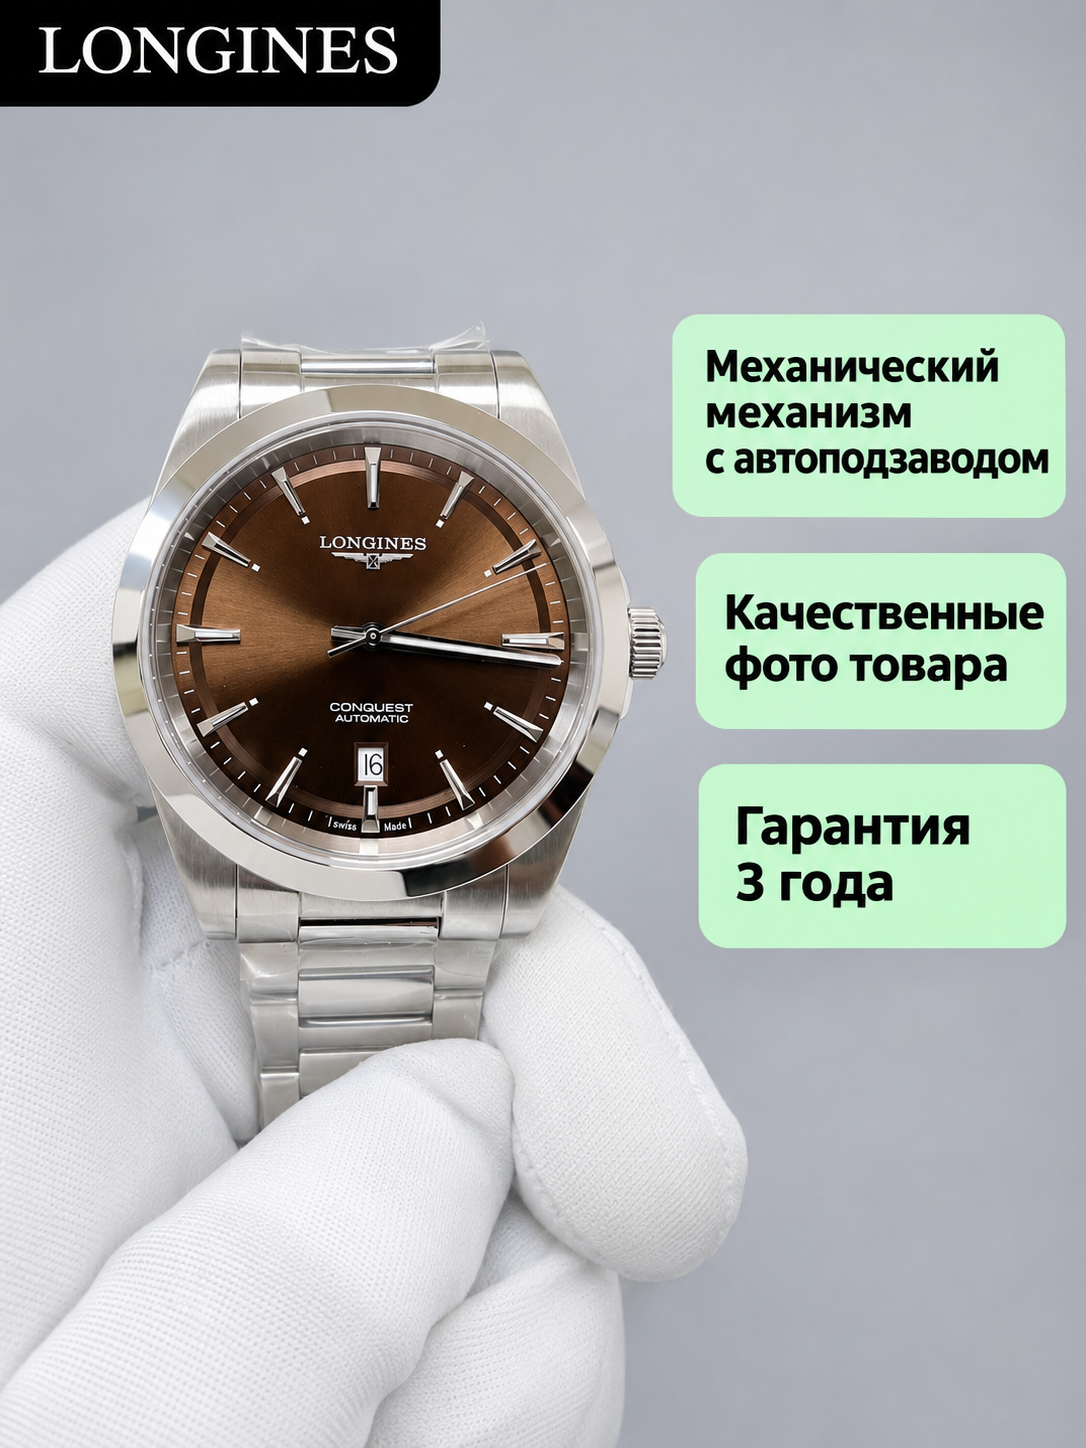 LONGINES
Механический
механизм
с автоподзаводом
LONGINES
Качественные
фото товара
CONQUEST
AUTOMATIC
16
Swiss Made
Гарантия
3 года